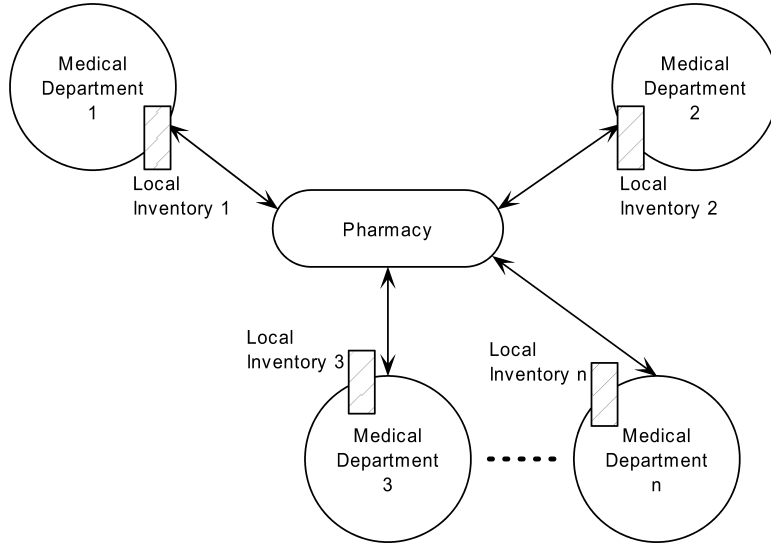 Medical
Department
1
Medical
Department
2
Local
Inventory 1
Local
Inventory 2
Pharmacy
Local
Inventory 3
Local
Inventory n
Medical
Department
3
Medical
Department
n